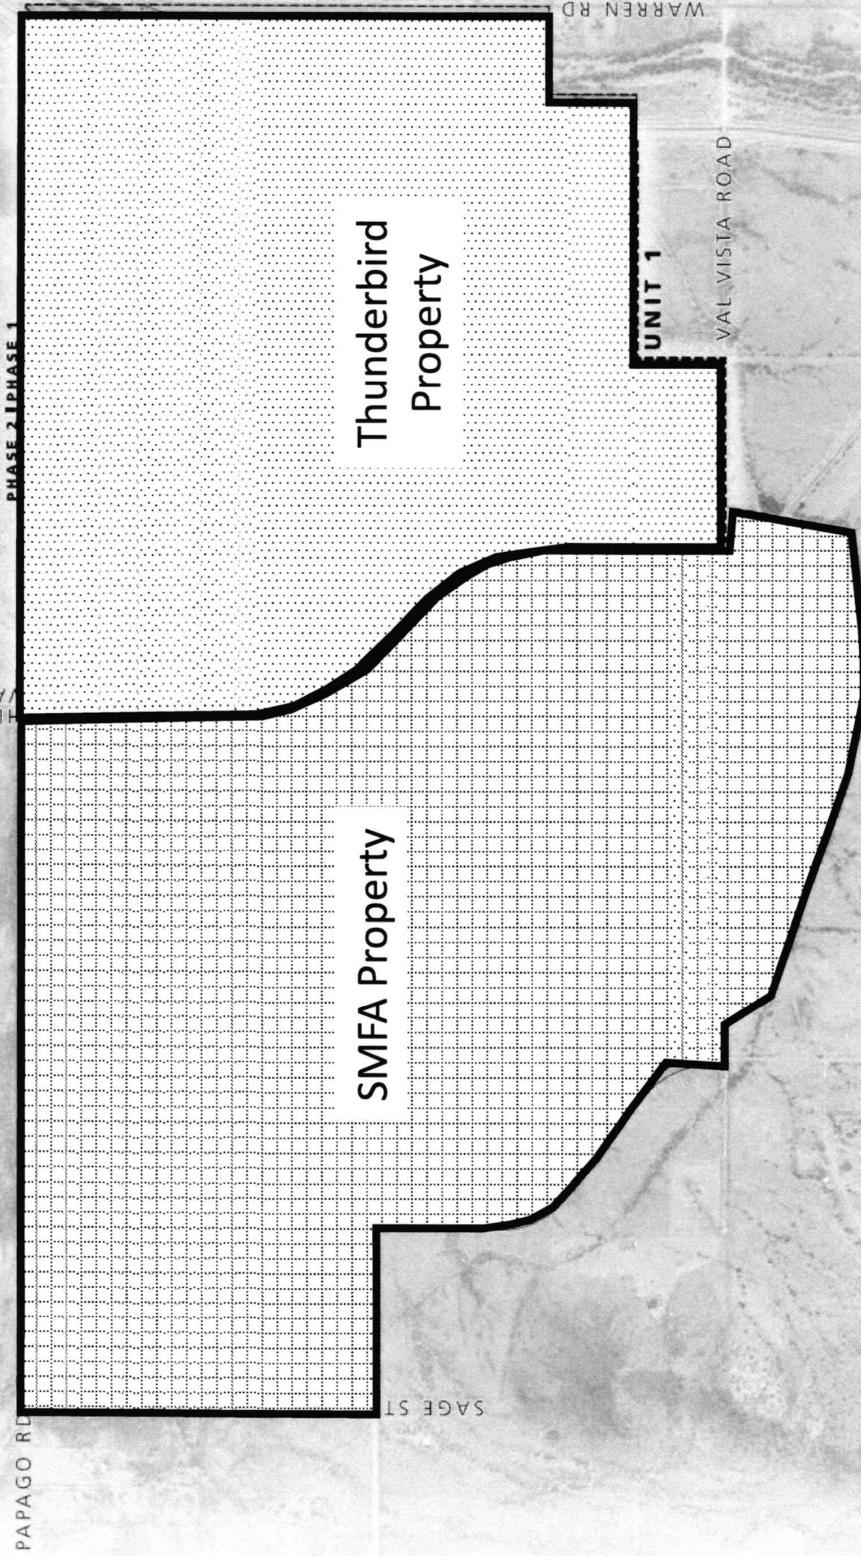 PAPAGO RD
PHASE 2 PHASE 1
Thunderbird
Property
SMFA Property
UNIT 1
VAL VISTA ROAD
WARREN RD
SAGE ST